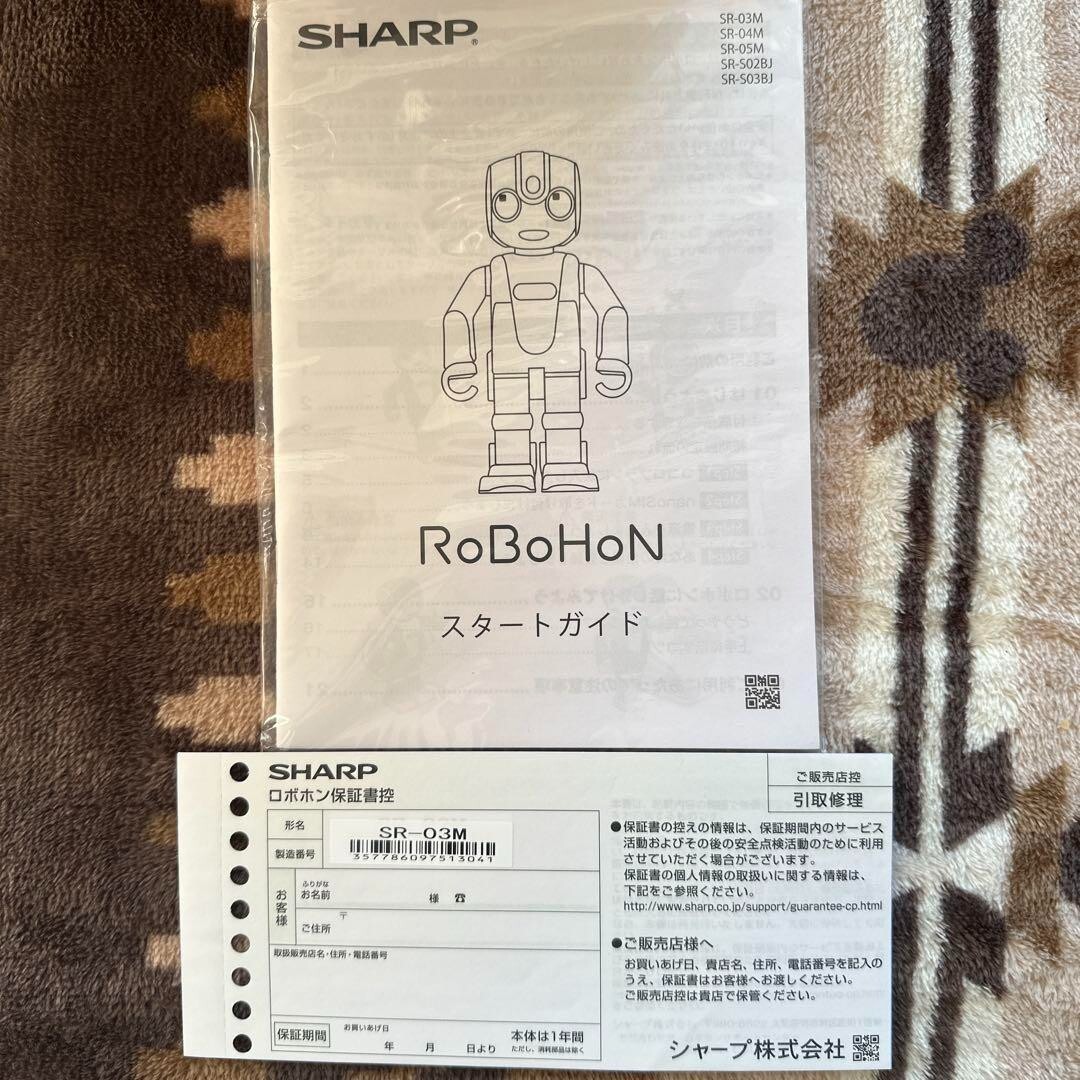 SHARP®
SR-03M
SR-04M
SR-05M
SR-S02BJ
SR-S03BJ
RoBoHoN
スタートガイド
SHARP
ロボホン保証書控
ご販売店控
引取修理
形名
SR-03M
製造番号
357786097513041
お客様
ふりがな
お名前
様 ☎
〒
ご住所
取扱販売店名・住所・電話番号
保証期間
お買いあげ日
年 月 日より
本体は1年間
ただし、消耗部品は除く
●保証書の控えの情報は、保証期間内のサービス
活動およびその後の安全点検活動のために利用
させていただく場合がございます。
保証書の個人情報の取扱いに関する情報は、
下記をご参照ください。
http://www.sharp.co.jp/support/guarantee-cp.html
●ご販売店様へ
お買いあげ日、貴店名、住所、電話番号を記入の
うえ、保証書はお客様へお渡しください。
ご販売店控は貴店で保管ください。
シャープ株式会社